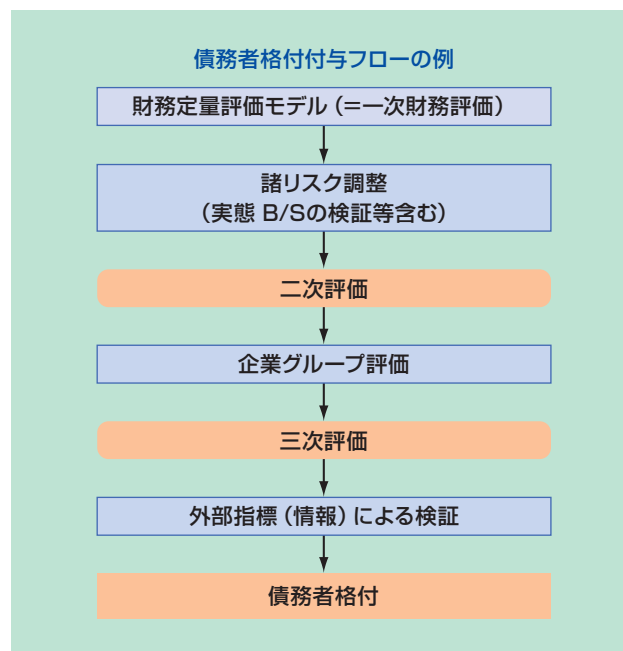 債務者格付付与フローの例
財務定量評価モデル（＝一次財務評価）
諸リスク調整
（実態 B/Sの検証等含む）
二次評価
企業グループ評価
三次評価
外部指標（情報）による検証
債務者格付